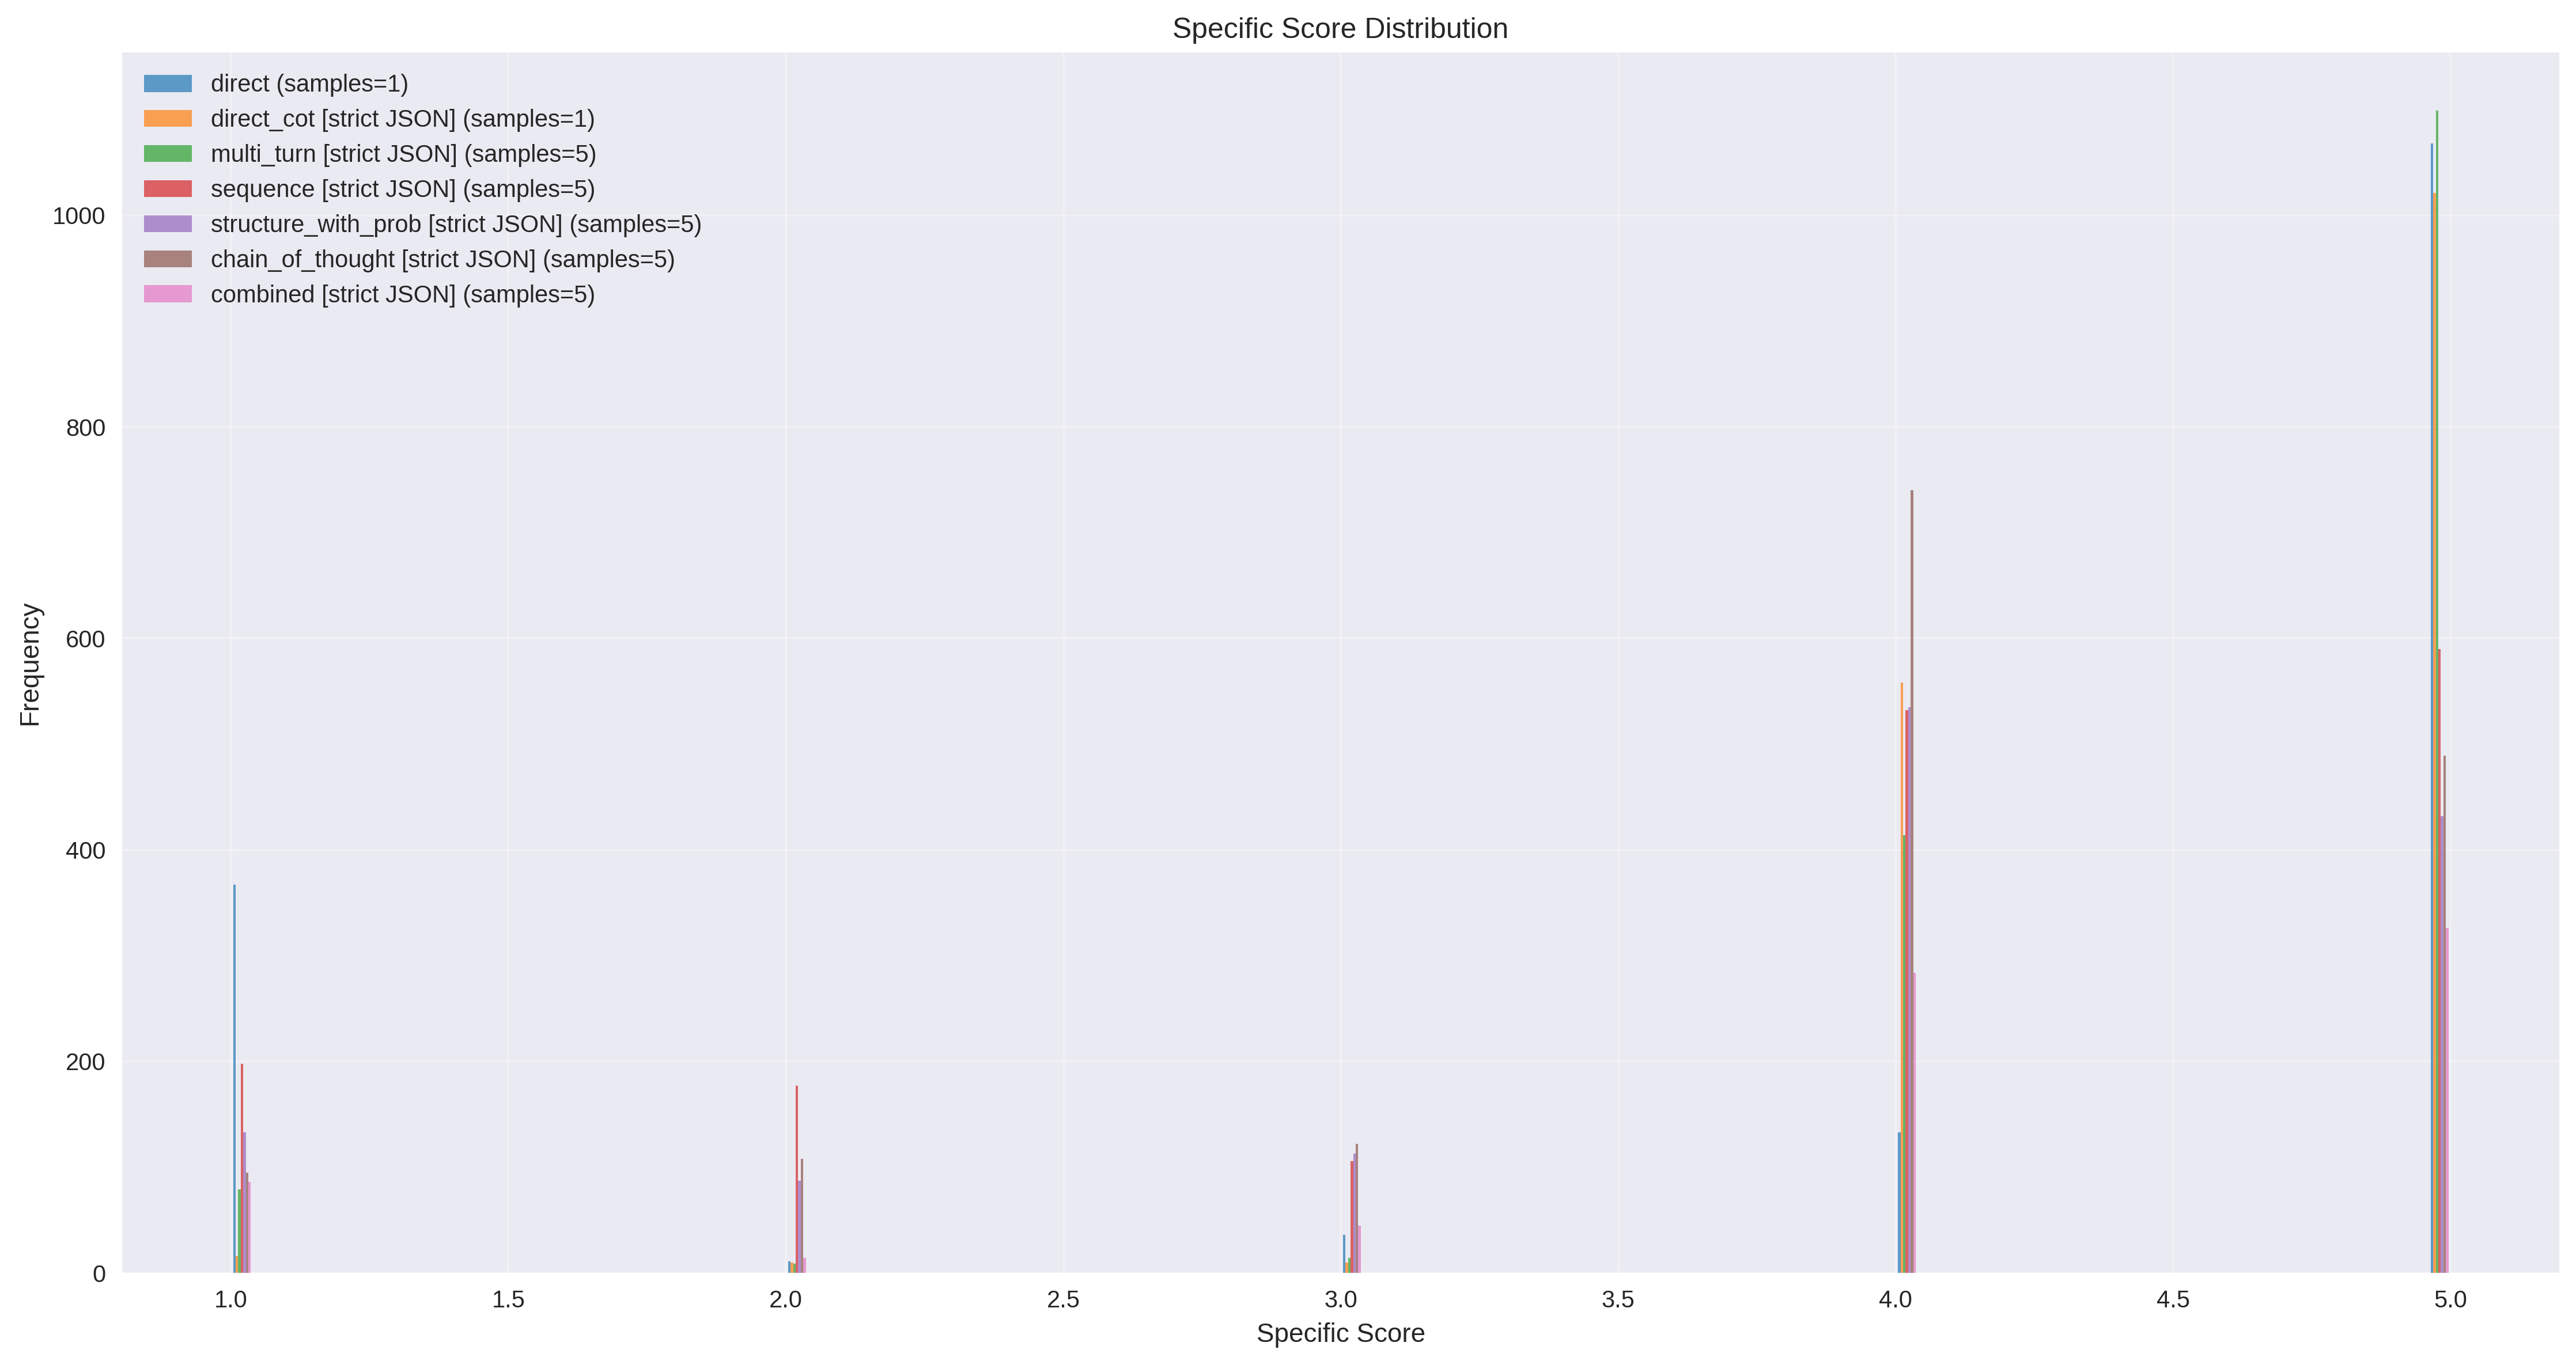 Specific Score Distribution
direct (samples=1)
direct_cot [strict JSON] (samples=1)
multi_turn [strict JSON] (samples=5)
sequence [strict JSON] (samples=5)
structure_with_prob [strict JSON] (samples=5)
chain_of_thought [strict JSON] (samples=5)
combined [strict JSON] (samples=5)
Frequency
1000
800
600
400
200
0
1.0 1.5 2.0 2.5 3.0 3.5 4.0 4.5 5.0
Specific Score